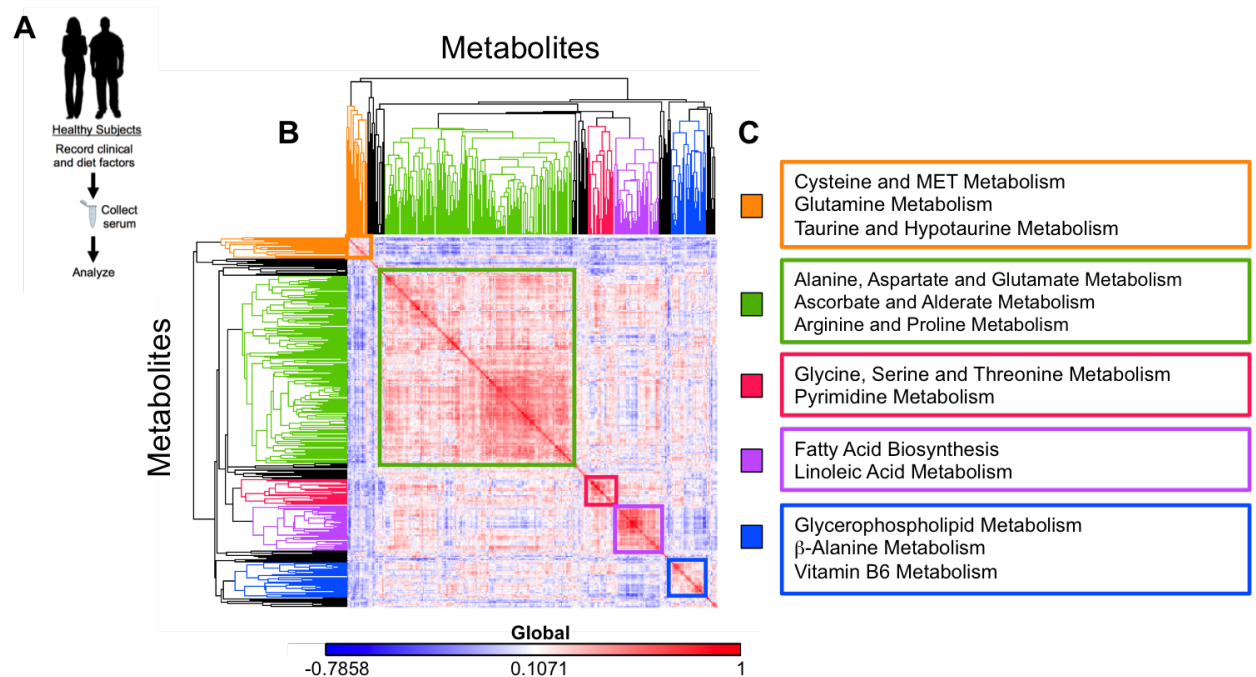 A
Healthy Subjects
Record clinical
and diet factors
Collect
serum
Analyze
Metabolites
B
Metabolites
C
Cysteine and MET Metabolism
Glutamine Metabolism
Taurine and Hypotaurine Metabolism
Alanine, Aspartate and Glutamate Metabolism
Ascorbate and Alderate Metabolism
Arginine and Proline Metabolism
Glycine, Serine and Threonine Metabolism
Pyrimidine Metabolism
Fatty Acid Biosynthesis
Linoleic Acid Metabolism
Glycerophospholipid Metabolism
β-Alanine Metabolism
Vitamin B6 Metabolism
Global
-0.7858 0.1071 1